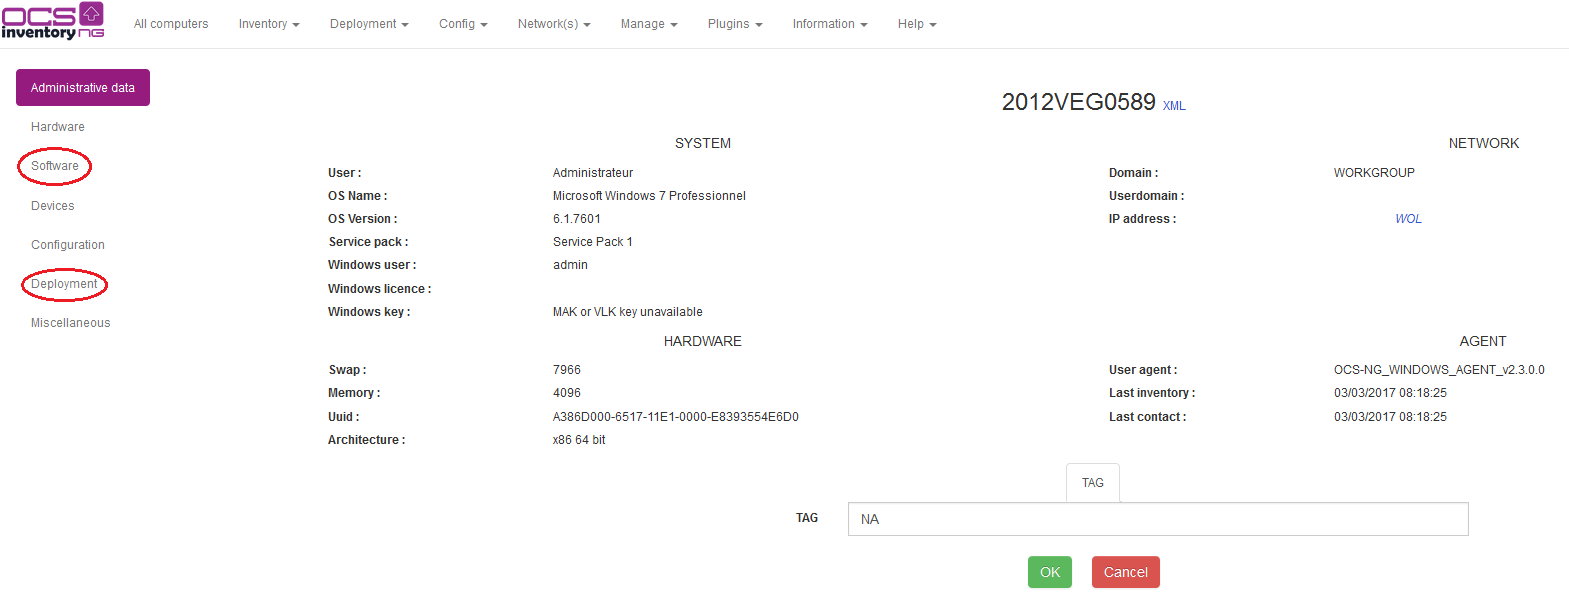 OCS inventory NG
All computers Inventory Deployment Config Network(s) Manage Plugins Information Help
Administrative data
Hardware
Software
Devices
Configuration
Deployment
Miscellaneous
2012VEG0589 XML
SYSTEM
User : Administrateur
OS Name : Microsoft Windows 7 Professionnel
OS Version : 6.1.7601
Service pack : Service Pack 1
Windows user : admin
Windows licence :
Windows key : MAK or VLK key unavailable
NETWORK
Domain : WORKGROUP
Userdomain :
IP address : WOL
HARDWARE
Swap : 7966
Memory : 4096
Uuid : A386D000-6517-11E1-0000-E8393554E6D0
Architecture : x86 64 bit
AGENT
User agent : OCS-NG_WINDOWS_AGENT_v2.3.0.0
Last inventory : 03/03/2017 08:18:25
Last contact : 03/03/2017 08:18:25
TAG
TAG NA
OK Cancel